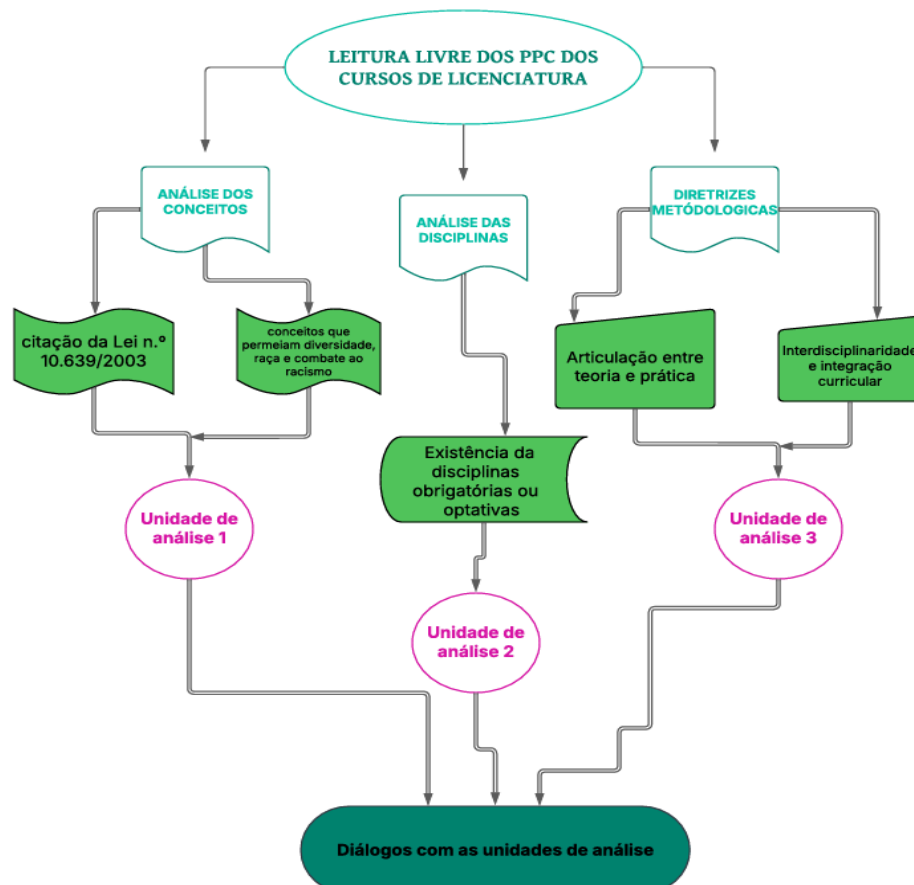 LEITURA LIVRE DOS PPC DOS
CURSOS DE LICENCIATURA
ANÁLISE DOS
CONCEITOS
ANÁLISE DAS
DISCIPLINAS
DIRETRIZES
METÓDOLOGICAS
citação da Lei n.º
10.639/2003
conceitos que
permeiam diversidade,
raça e combate ao
racismo
Articulação entre
teoria e prática
Interdisciplinaridade
e integração
curricular
Existência da
disciplinas
obrigatórias ou
optativas
Unidade de
análise 1
Unidade de
análise 2
Unidade de
análise 3
Diálogos com as unidades de análise